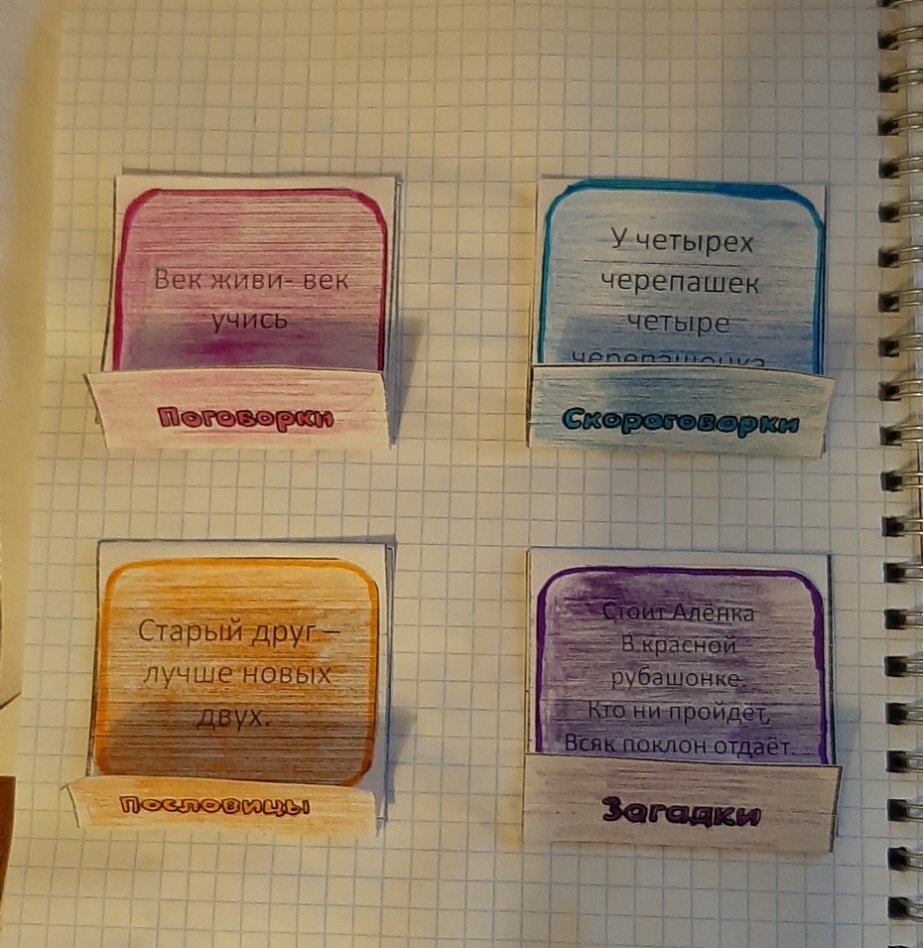 Век живи- век
учись
Поговорки
У четырех
черепашек
четыре
черепашонка
Скороговорки
Старый друг –
лучше новых
двух.
Пословицы
Стоит Алёнка
В красной
рубашонке.
Кто ни пройдет,
Всяк поклон отдаёт.
Загадки